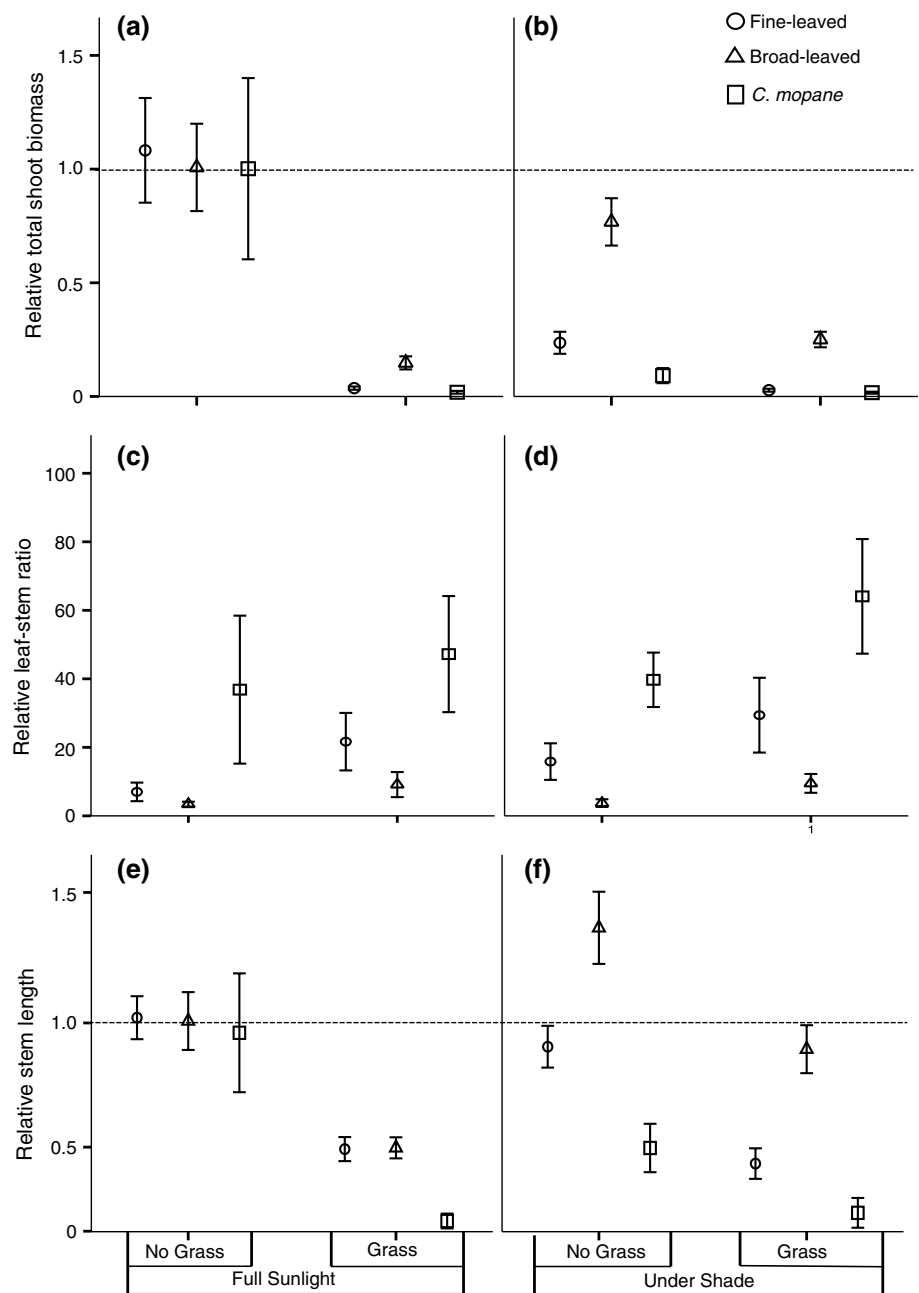 (a)
(b)
Fine-leaved
Broad-leaved
C. mopane
Relative total shoot biomass
1.5
1.0
0.5
0
(c)
(d)
Relative leaf-stem ratio
100
80
60
40
20
0
1
(e)
(f)
Relative stem length
1.5
1.0
0.5
0
No Grass
Grass
No Grass
Grass
Full Sunlight
Under Shade